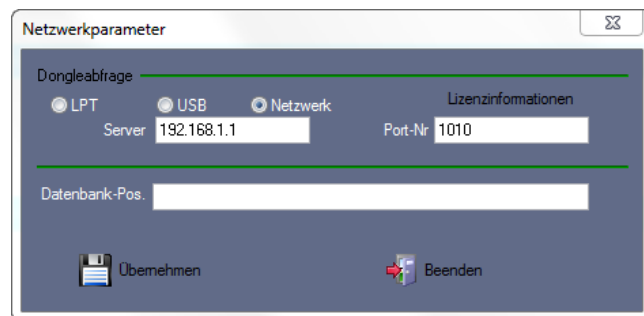 Netzwerkparameter
Dongleabfrage
LPT USB Netzwerk Lizenzinformationen
Server 192.168.1.1 Port-Nr 1010
Datenbank-Pos.
Übernehmen Beenden